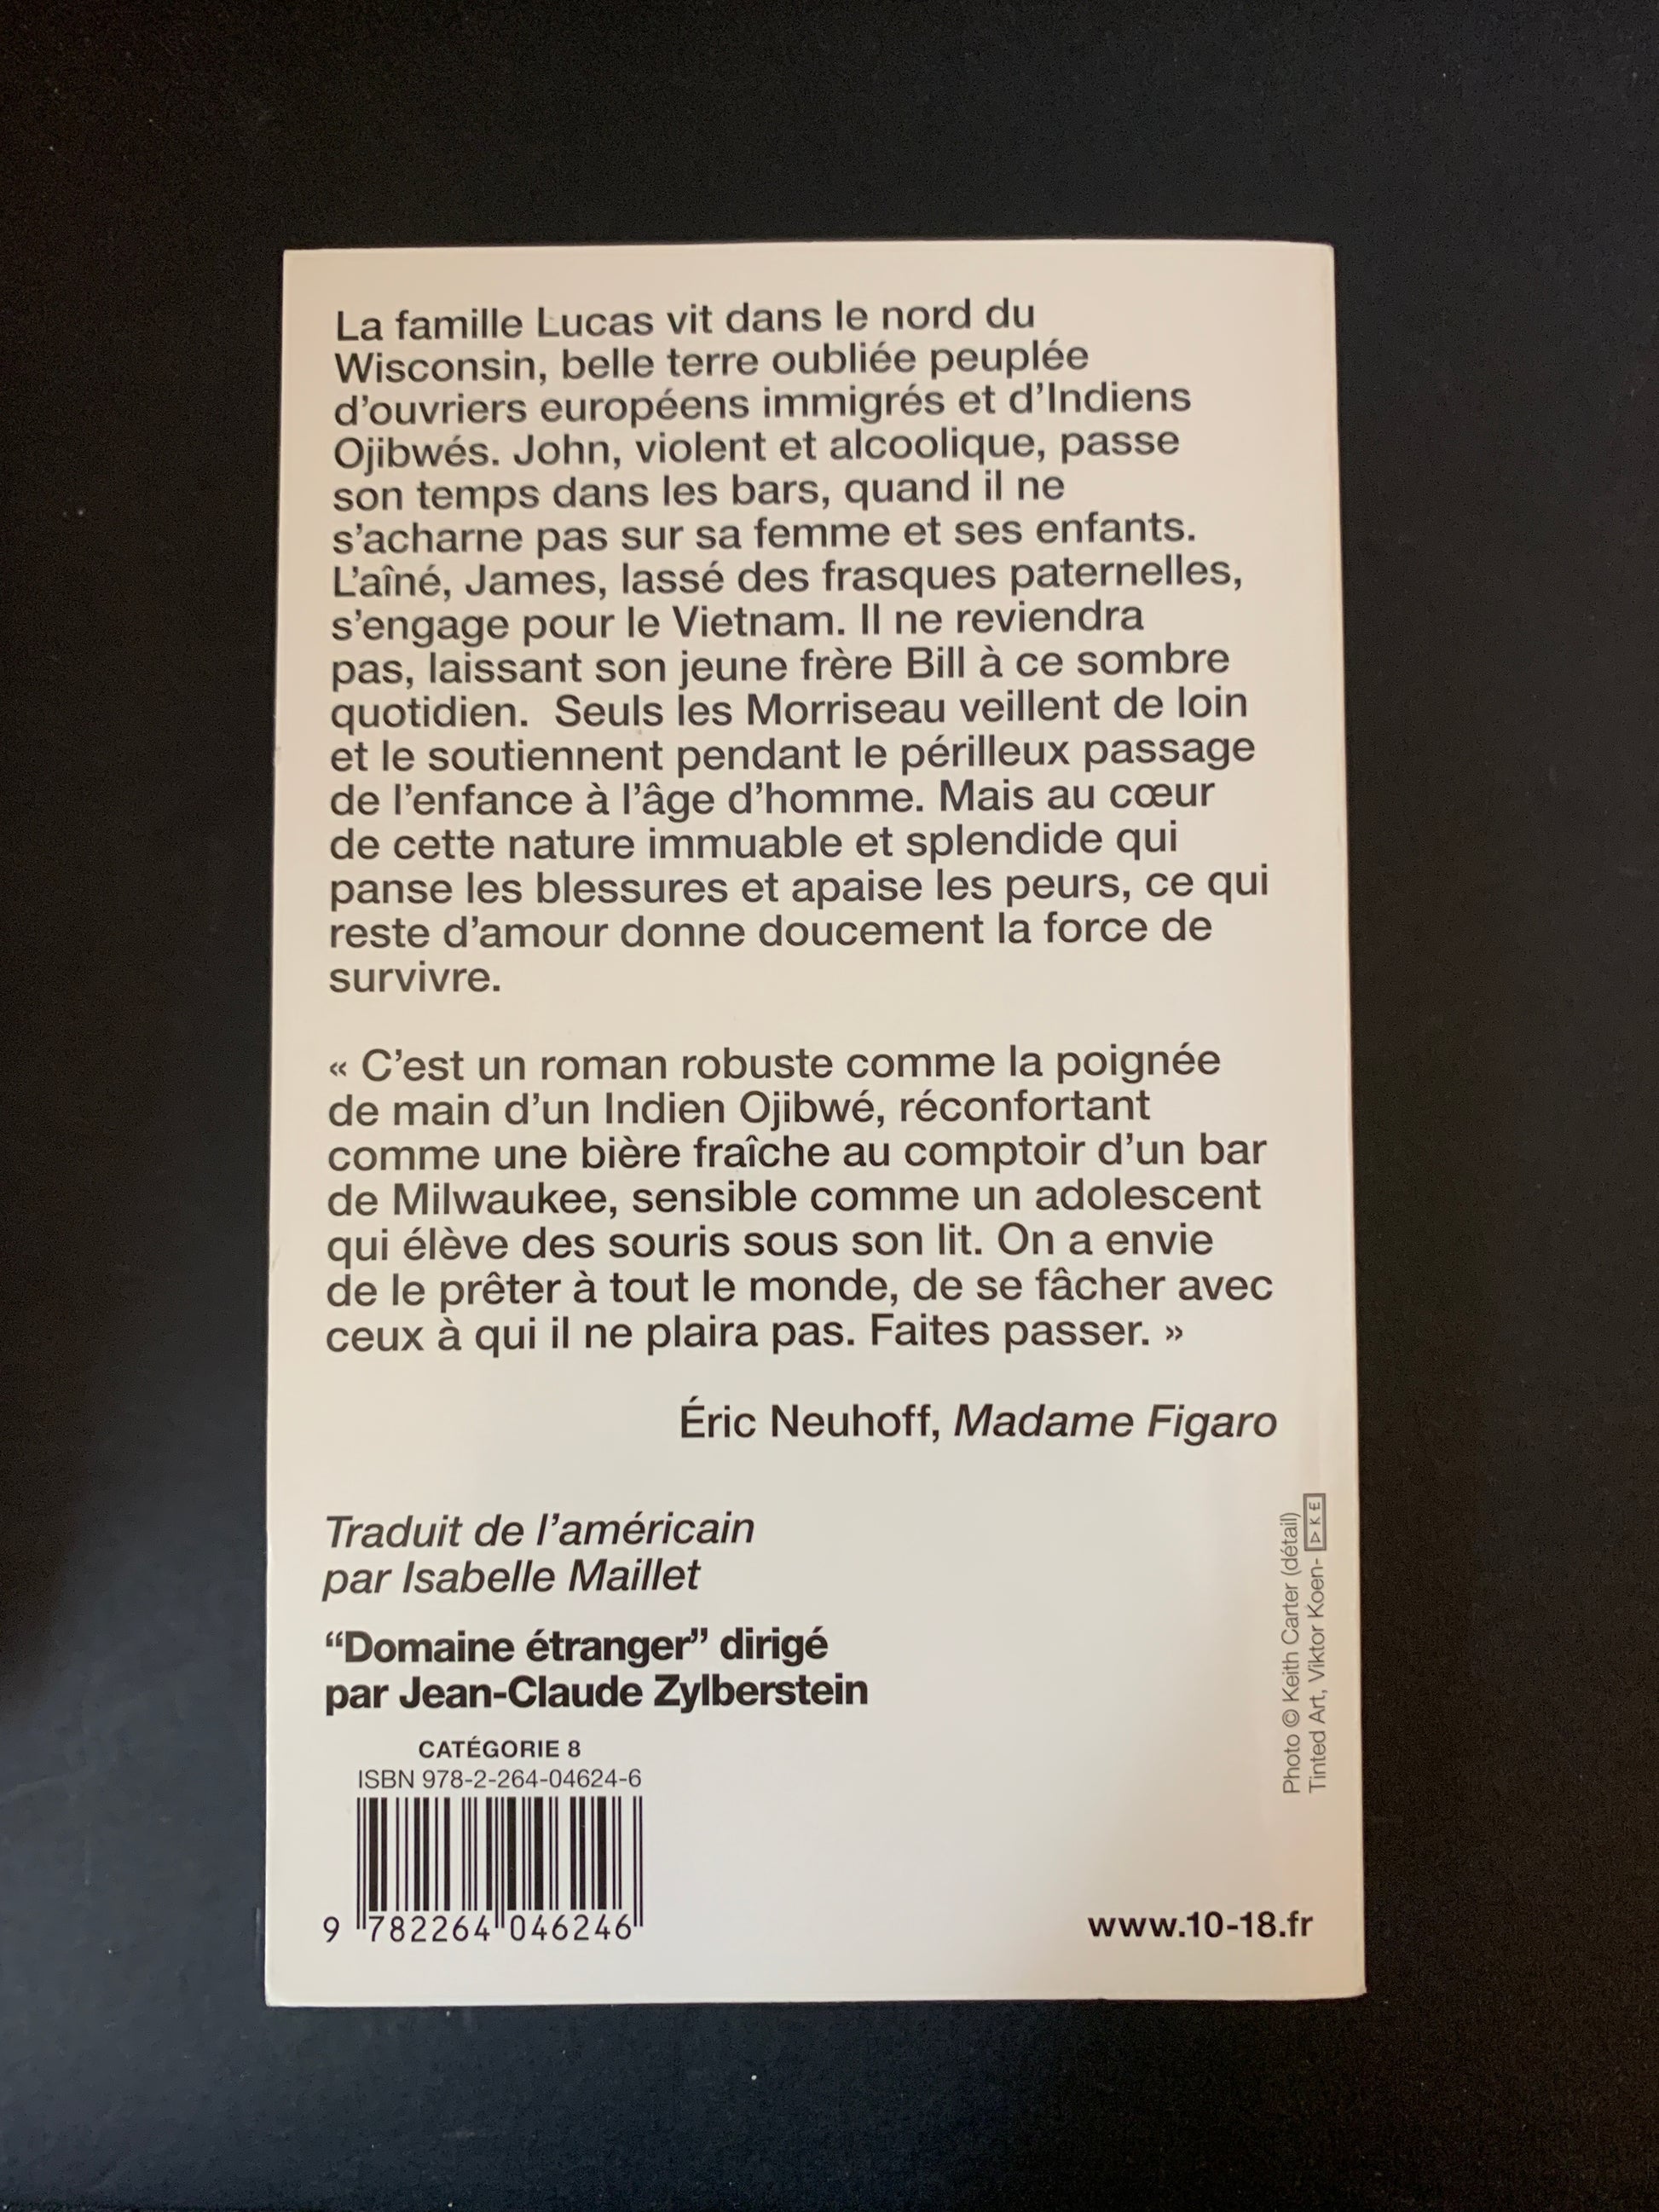 La famille Lucas vit dans le nord du
Wisconsin, belle terre oubliée peuplée
d'ouvriers européens immigrés et d'Indiens
Ojibwés. John, violent et alcoolique, passe
son temps dans les bars, quand il ne
s'acharne pas sur sa femme et ses enfants.
L'aîné, James, lassé des frasques paternelles,
s'engage pour le Vietnam. Il ne reviendra
pas, laissant son jeune frère Bill à ce sombre
quotidien.  Seuls les Morriseau veillent de loin
et le soutiennent pendant le périlleux passage
de l'enfance à l'âge d'homme. Mais au cœur
de cette nature immuable et splendide qui
panse les blessures et apaise les peurs, ce qui
reste d'amour donne doucement la force de
survivre.
« C'est un roman robuste comme la poignée
de main d'un Indien Ojibwé, réconfortant
comme une bière fraîche au comptoir d'un bar
de Milwaukee, sensible comme un adolescent
qui élève des souris sous son lit. On a envie
de le prêter à tout le monde, de se fâcher avec
ceux à qui il ne plaira pas. Faites passer. »
Éric Neuhoff, Madame Figaro
Traduit de l'américain
par Isabelle Maillet
“Domaine étranger” dirigé
par Jean-Claude Zylberstein
CATÉGORIE 8
ISBN 978-2-264-04624-6
9 782264 046246
www.10-18.fr
Photo © Keith Carter (détail)
Tinted Art, Viktor Koen-